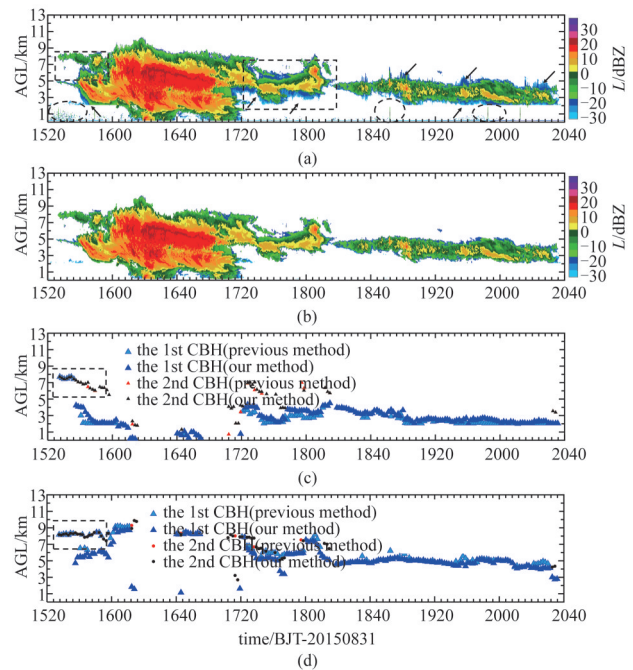 13
11
9
7
5
3
1
AGL/km
1520 1600 1640 1720 1800 1840 1920 2000 2040
30
20
10
0
−10
−20
−30
L/dBZ
(a)
13
11
9
7
5
3
1
AGL/km
1520 1600 1640 1720 1800 1840 1920 2000 2040
30
20
10
0
−10
−20
−30
L/dBZ
(b)
13
11
9
7
5
3
1
AGL/km
the 1st CBH(previous method)
the 1st CBH(our method)
the 2nd CBH(previous method)
the 2nd CBH(our method)
1520 1600 1640 1720 1800 1840 1920 2000 2040
(c)
13
11
9
7
5
3
1
AGL/km
the 1st CBH(previous method)
the 1st CBH(our method)
the 2nd CBH(previous method)
the 2nd CBH(our method)
1520 1600 1640 1720 1800 1840 1920 2000 2040
time/BJT-20150831
(d)